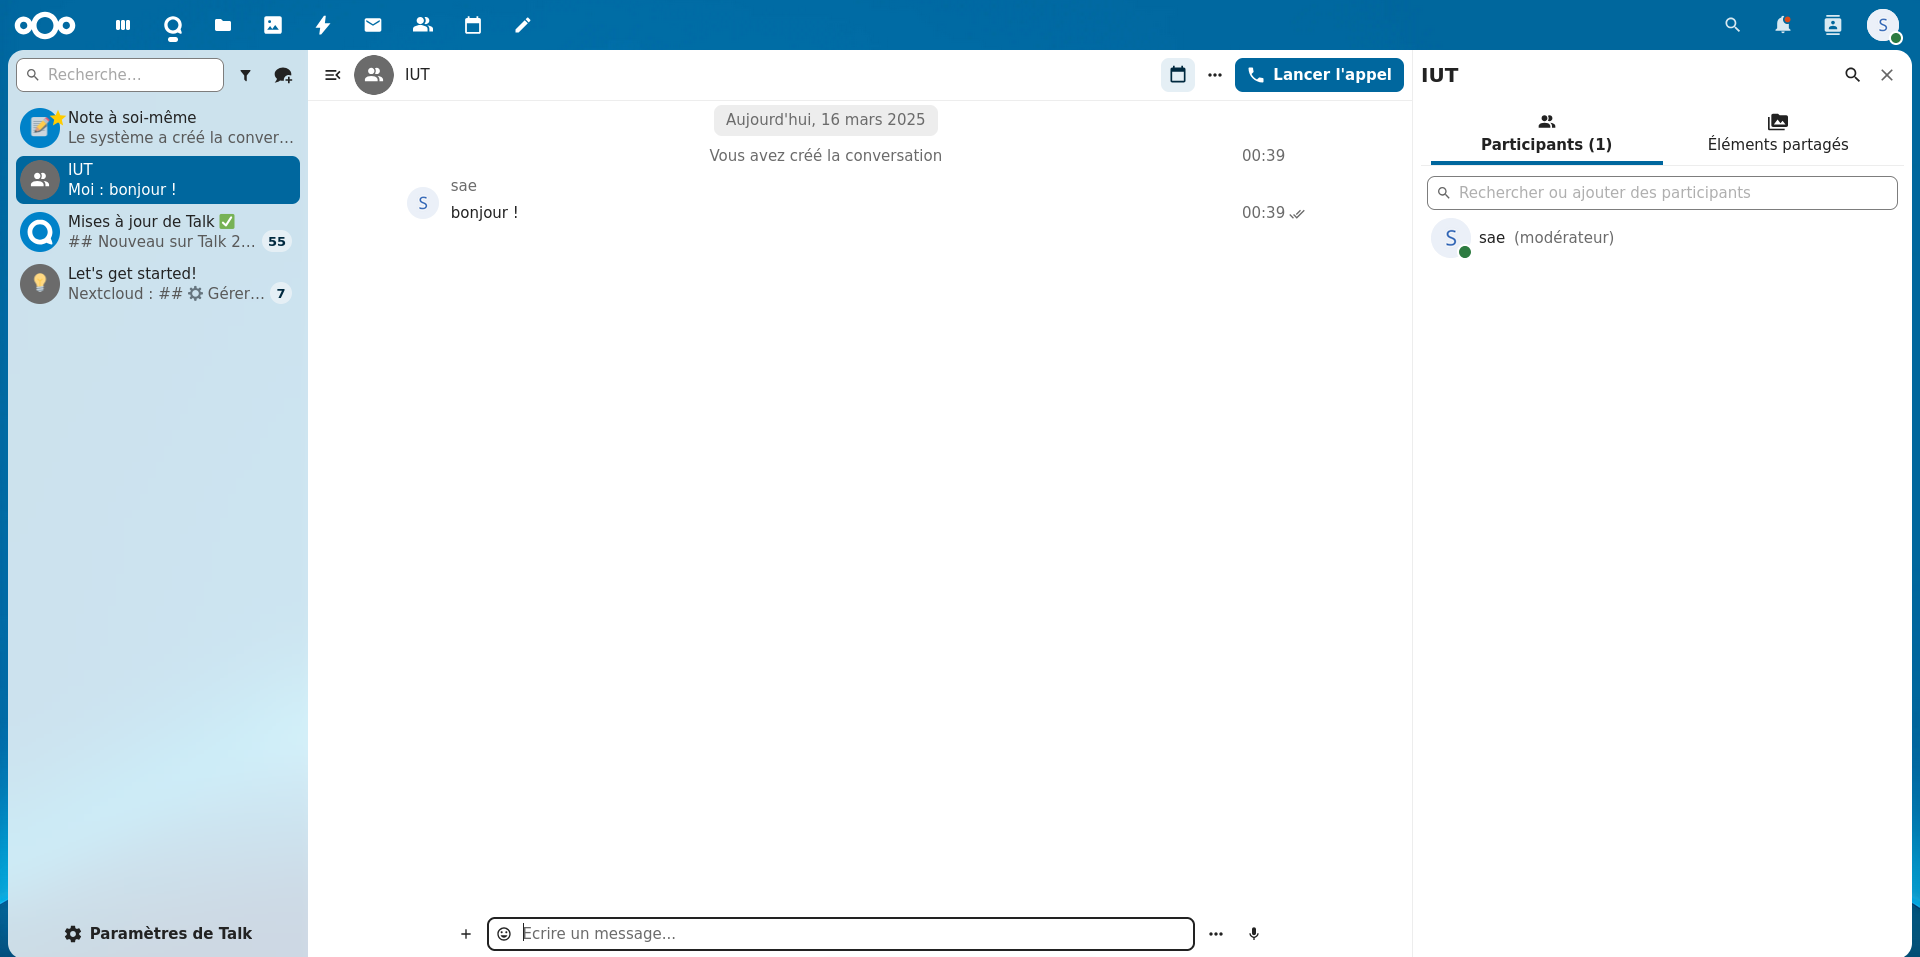 S
Recherche...
Note à soi-même
Le système a créé la conver...
IUT
Moi : bonjour !
Mises à jour de Talk ✅
## Nouveau sur Talk 2...
55
Let's get started!
Nextcloud : ## ⚙ Gérer...
7
Paramètres de Talk
IUT
Lancer l'appel
Aujourd'hui, 16 mars 2025
Vous avez créé la conversation 00:39
sae
S
bonjour ! 00:39
Écrire un message...
IUT
Participants (1)
Éléments partagés
Rechercher ou ajouter des participants
S
sae (modérateur)